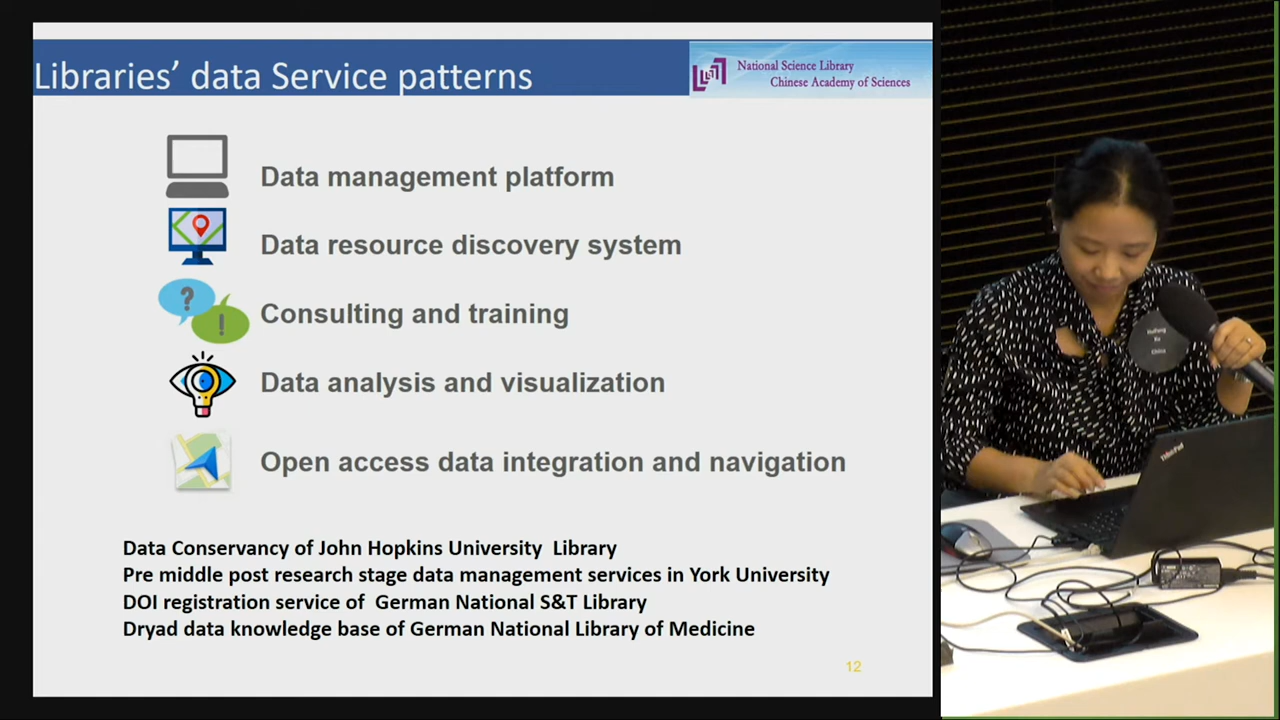 Libraries’ data Service patterns
National Science Library
Chinese Academy of Sciences
Data management platform
Data resource discovery system
?
!
Consulting and training
Data analysis and visualization
Open access data integration and navigation
Data Conservancy of John Hopkins University Library
Pre middle post research stage data management services in York University
DOI registration service of German National S&T Library
Dryad data knowledge base of German National Library of Medicine
12
China
ThinkPad